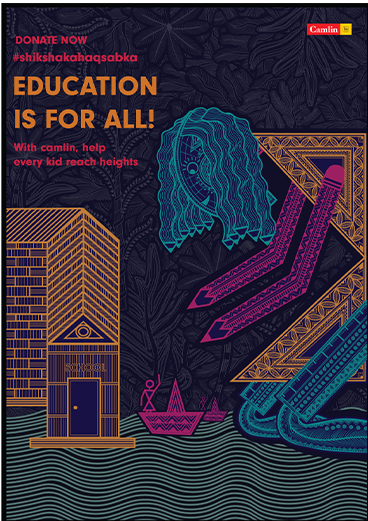 DONATE NOW
Camlin
#shikshakahaqsabka
EDUCATION
IS FOR ALL!
With camlin, help
every kid reach heights
SCHOOL